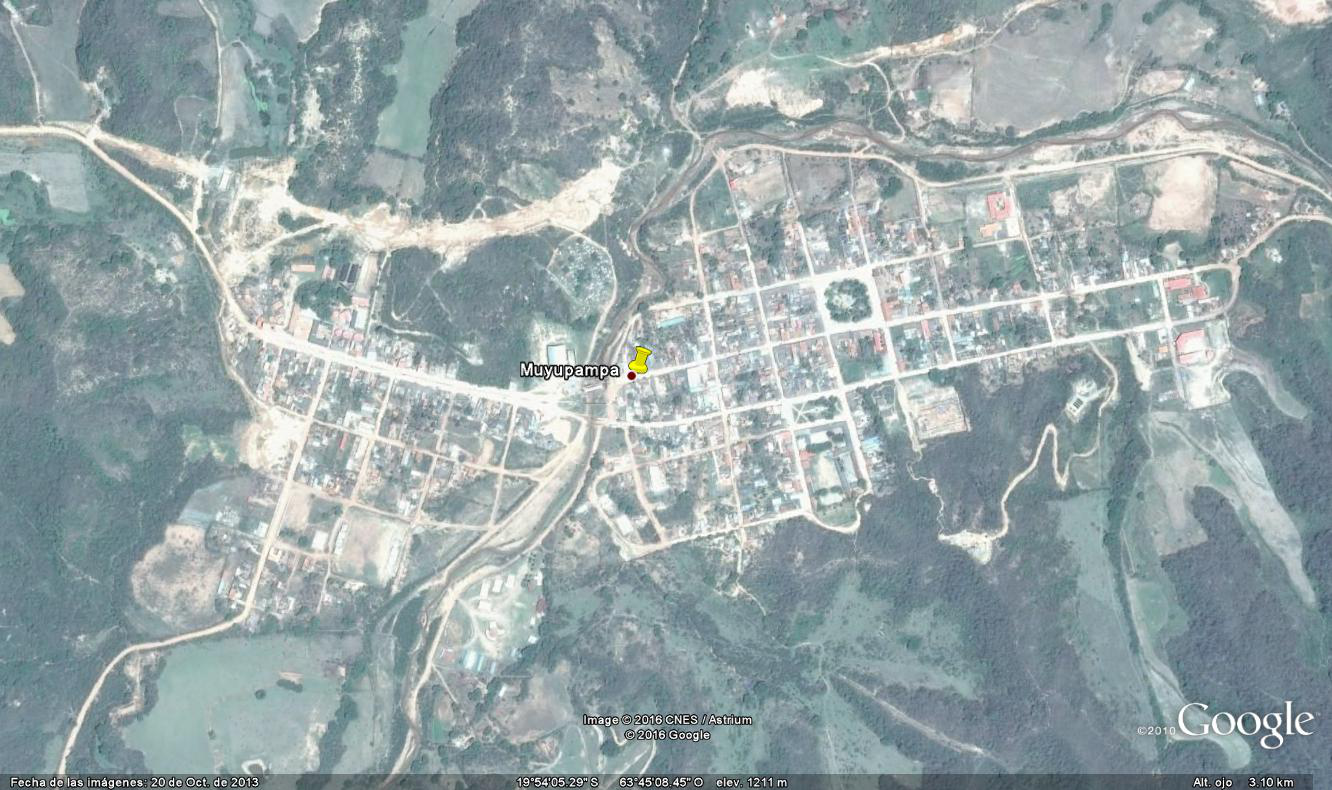 Muyupampa
Image © 2016 CNES / Astrium
© 2016 Google
©2010 Google
Fecha de las imágenes: 20 de Oct. de 2013 19°54'05.29" S 63°45'08.45" O elev. 1211 m Alt. ojo 3.10 km